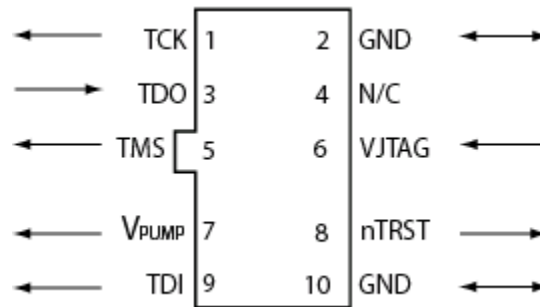 TCK 1 2 GND
TDO 3 4 N/C
TMS 5 6 VJTAG
VPUMP 7 8 nTRST
TDI 9 10 GND